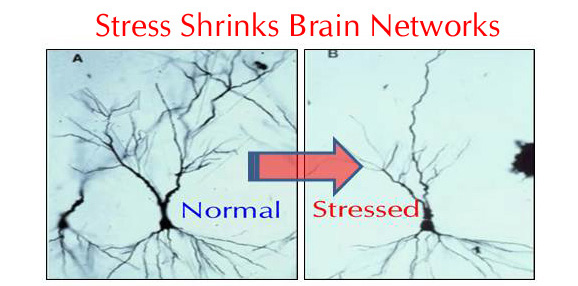 Stress Shrinks Brain Networks
A
B
Normal
Stressed